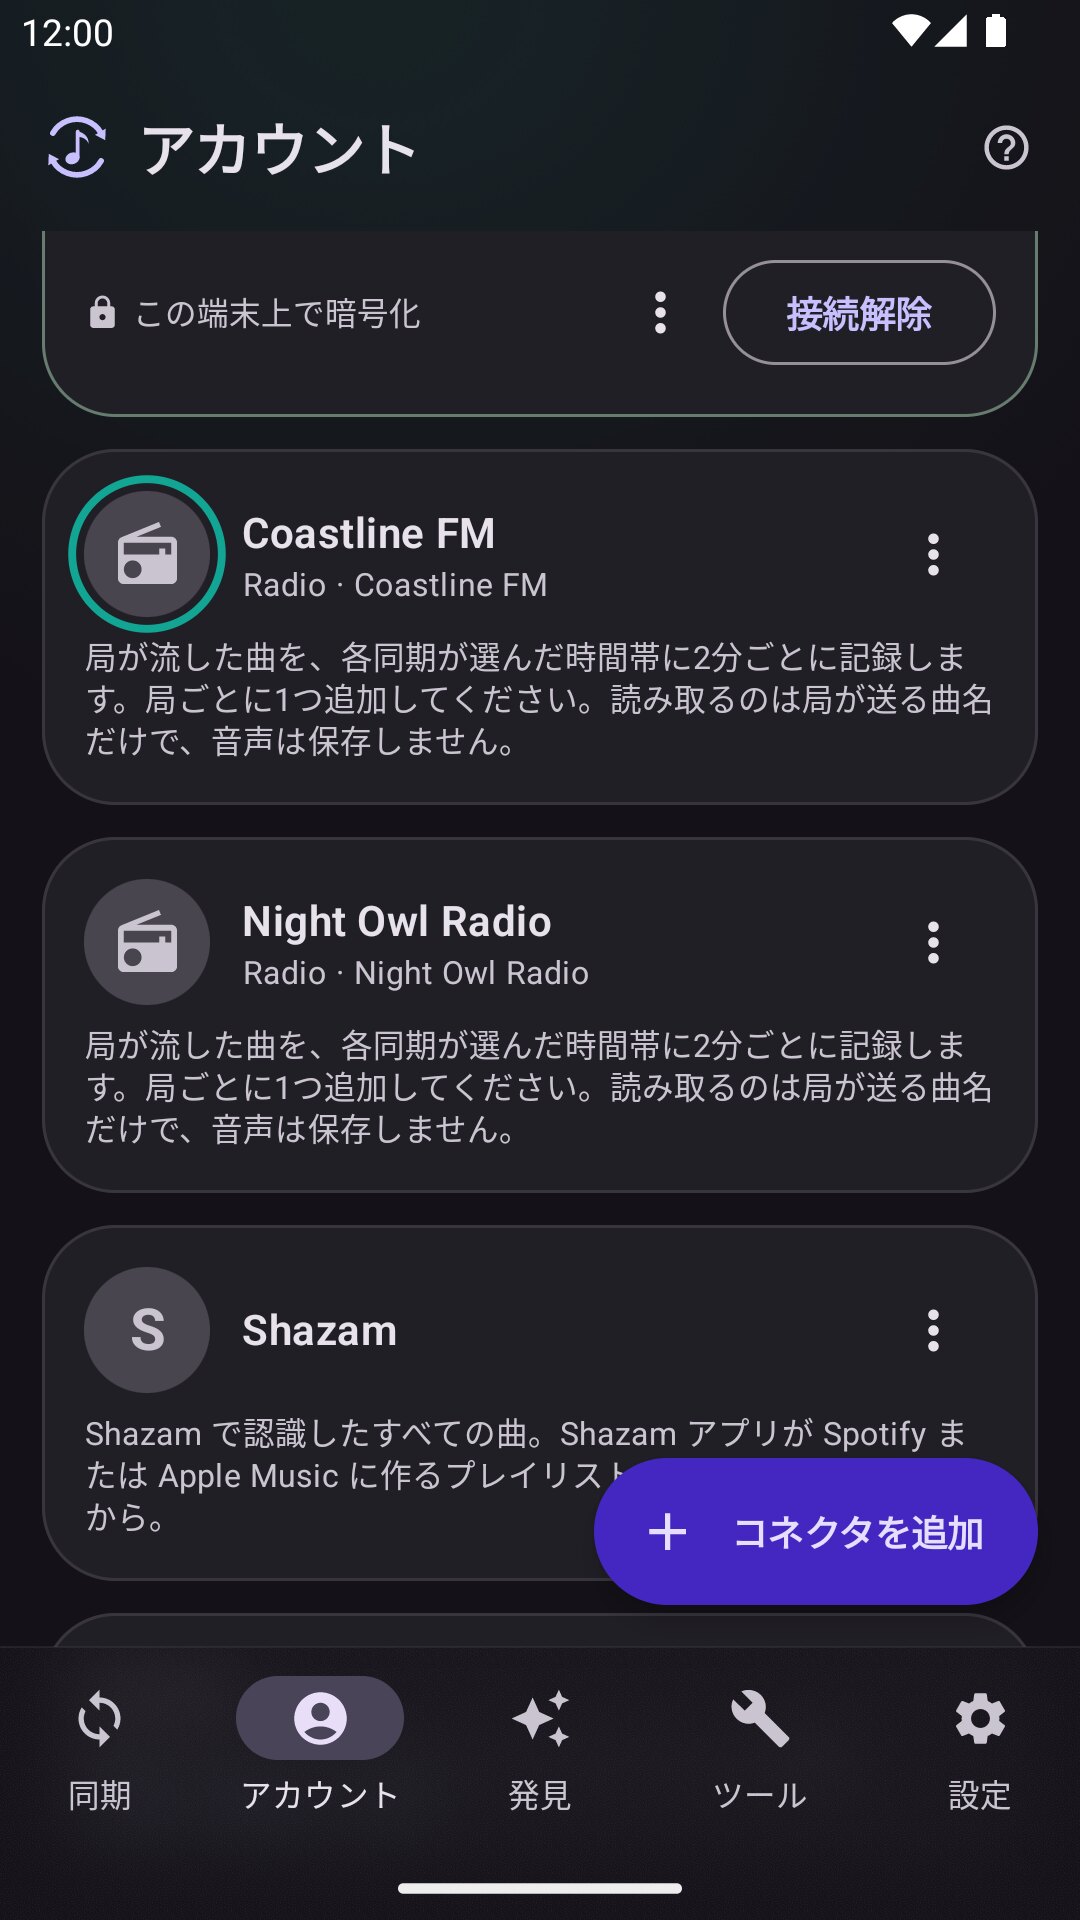 12:00
アカウント
この端末上で暗号化
接続解除
Coastline FM
Radio · Coastline FM
局が流した曲を、各同期が選んだ時間帯に2分ごとに記録しま
す。局ごとに1つ追加してください。読み取るのは局が送る曲名
だけで、音声は保存しません。
Night Owl Radio
Radio · Night Owl Radio
局が流した曲を、各同期が選んだ時間帯に2分ごとに記録しま
す。局ごとに1つ追加してください。読み取るのは局が送る曲名
だけで、音声は保存しません。
S
Shazam
Shazam で認識したすべての曲。Shazam アプリが Spotify ま
たは Apple Music に作るプレイリスト
から。
コネクタを追加
同期
アカウント
発見
ツール
設定